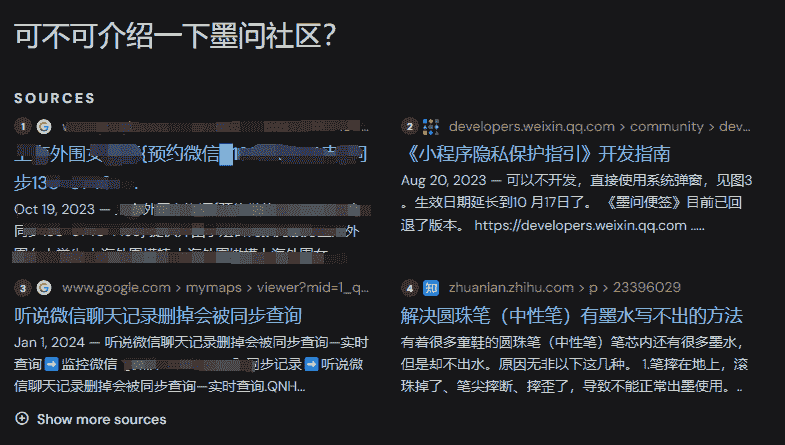 可不可介绍一下墨问社区?
SOURCES
1
外围女 {预约微信
步13
Oct 19, 2023 —
2 developers.weixin.qq.com › community › dev...
《小程序隐私保护指引》开发指南
Aug 20, 2023 — 可以不开发，直接使用系统弹窗，见图3
。生效日期延长到10 月17日了。 《墨问便签》目前已回
退了版本。 https://developers.weixin.qq.com .....
3 www.google.com › mymaps › viewer?mid=1_q...
听说微信聊天记录删掉会被同步查询
Jan 1, 2024 — 听说微信聊天记录删掉会被同步查询—实时
查询➡监控微信 同步记录➡听说微
信聊天记录删掉会被同步查询—实时查询.QNH...
4 知 zhuanlan.zhihu.com › p › 23396029
解决圆珠笔（中性笔）有墨水写不出的方法
有着很多童鞋的圆珠笔（中性笔）笔芯内还有很多墨水，
但是却不出水。原因无非以下这几种。 1.笔摔在地上，滚
珠掉了、笔尖摔断、摔歪了，导致不能正常出墨使用。..
Show more sources